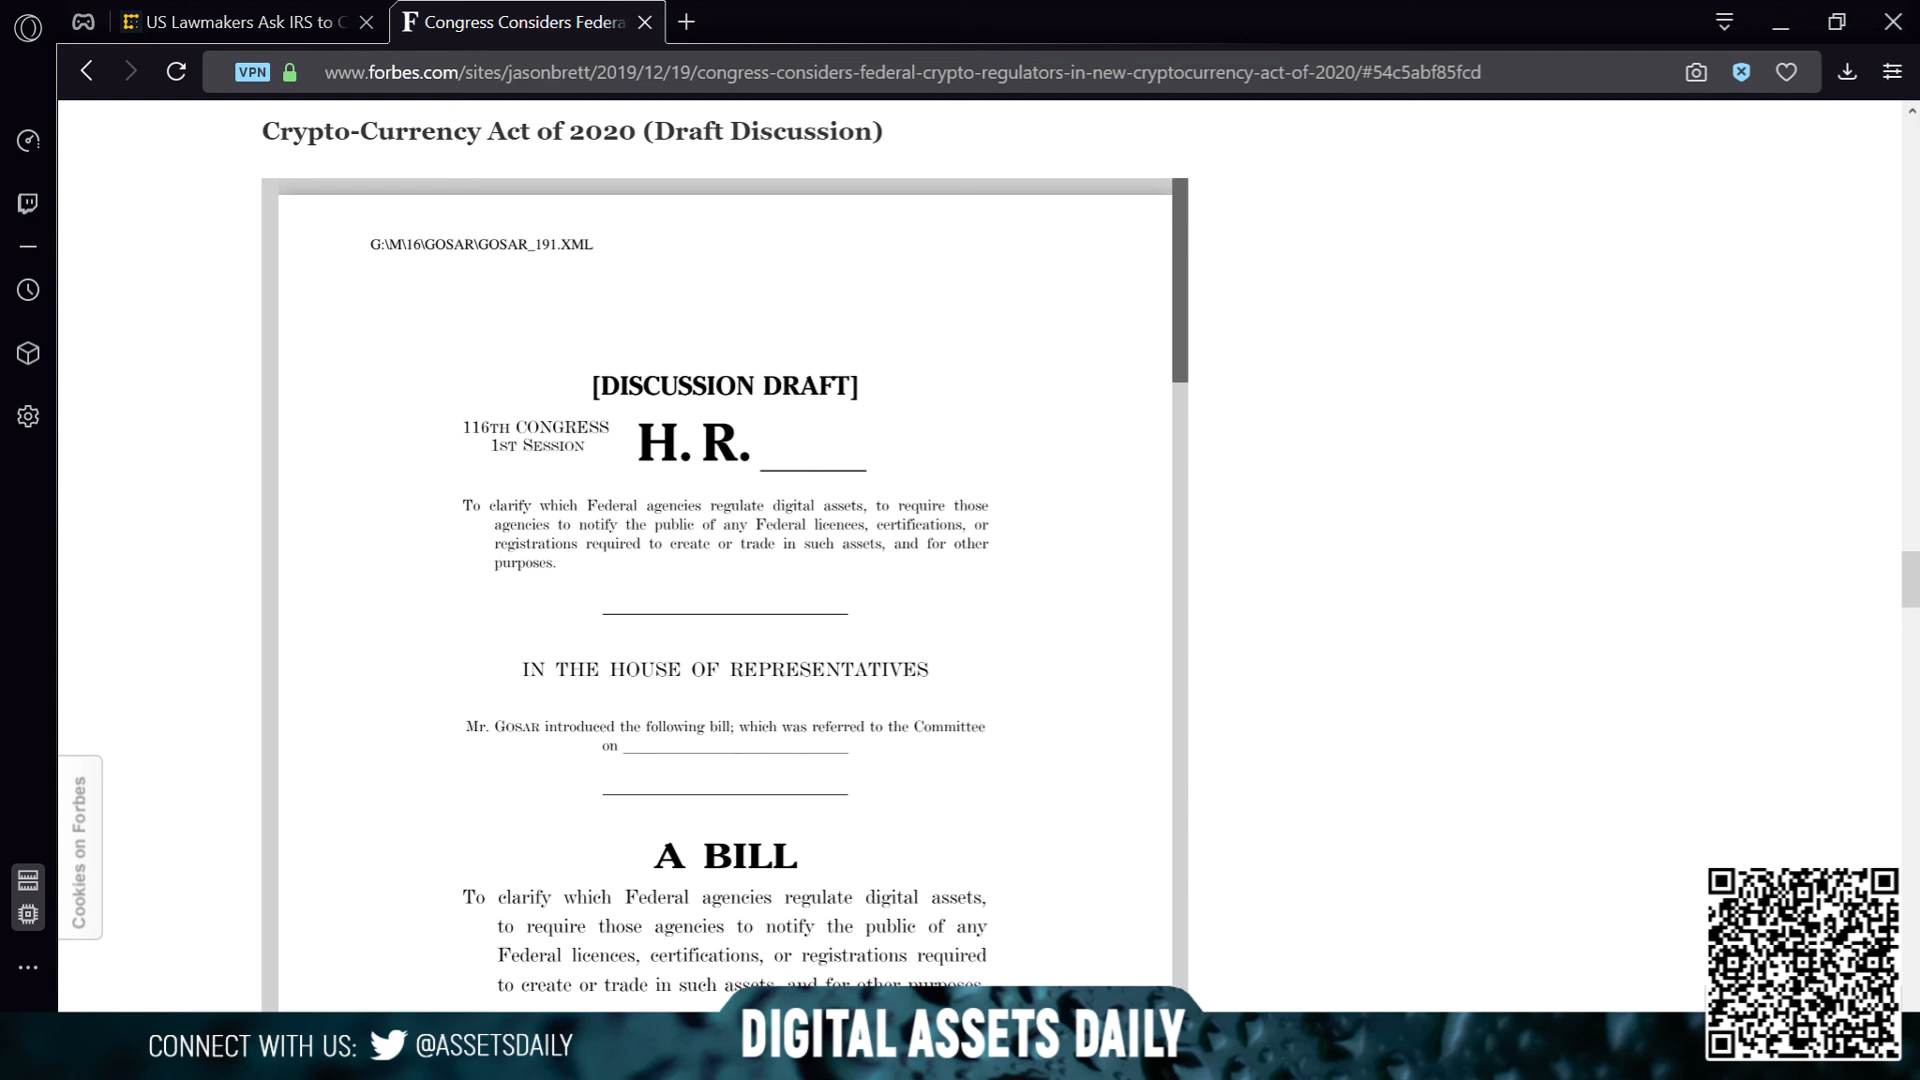 US Lawmakers Ask IRS to C
Congress Considers Federa
VPN
www.forbes.com/sites/jasonbrett/2019/12/19/congress-considers-federal-crypto-regulators-in-new-cryptocurrency-act-of-2020/#54c5abf85fcd
Crypto-Currency Act of 2020 (Draft Discussion)
G:\M\16\GOSAR\GOSAR_191.XML
[DISCUSSION DRAFT]
116TH CONGRESS
1ST SESSION
H. R.
To clarify which Federal agencies regulate digital assets, to require those
agencies to notify the public of any Federal licences, certifications, or
registrations required to create or trade in such assets, and for other
purposes.
IN THE HOUSE OF REPRESENTATIVES
Mr. GOSAR introduced the following bill; which was referred to the Committee
on
A BILL
To clarify which Federal agencies regulate digital assets,
to require those agencies to notify the public of any
Federal licences, certifications, or registrations required
to create or trade in such assets, and for other purposes.
Cookies on Forbes
CONNECT WITH US: @ASSETSDAILY
DIGITAL ASSETS DAILY